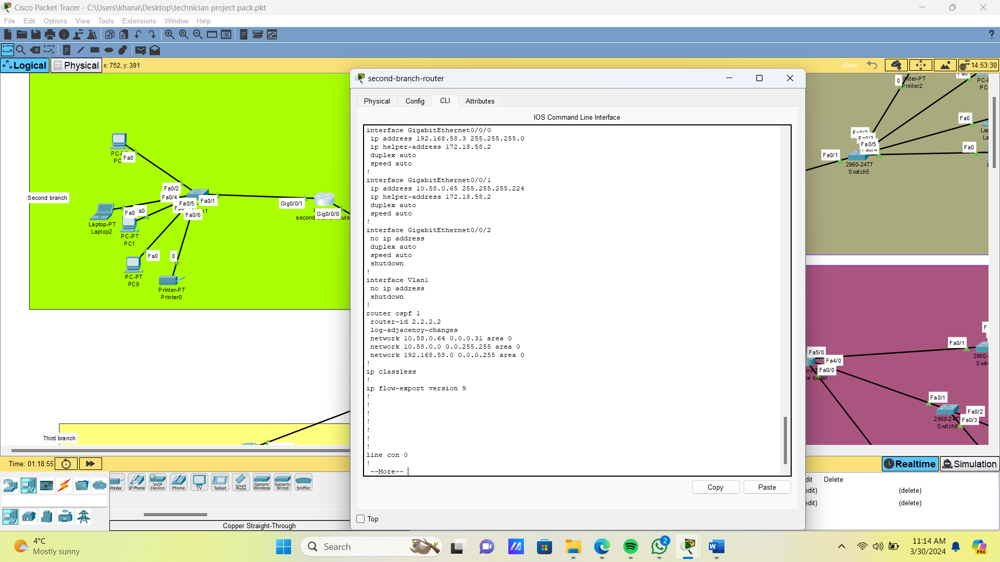 Cisco Packet Tracer - C:\Users\khana\Desktop\technician project pack.pkt
File Edit Options View Tools Extensions Window Help
Logical Physical x: 752, y: 391
Root 14:53:30
second-branch-router
Physical Config CLI Attributes
IOS Command Line Interface
interface GigabitEthernet0/0/0
ip address 192.168.58.3 255.255.255.0
ip helper-address 172.18.58.2
duplex auto
speed auto
!
interface GigabitEthernet0/0/1
ip address 10.58.0.65 255.255.255.224
ip helper-address 172.18.58.2
duplex auto
speed auto
!
interface GigabitEthernet0/0/2
no ip address
duplex auto
speed auto
shutdown
!
interface Vlan1
no ip address
shutdown
!
router ospf 1
router-id 2.2.2.2
log-adjacency-changes
network 10.58.0.64 0.0.0.31 area 0
network 10.58.0.0 0.0.255.255 area 0
network 192.168.58.0 0.0.0.255 area 0
!
ip classless
!
ip flow-export version 9
!
!
!
!
!
!
!
line con 0
!
--More--
Copy Paste
Top
Fa0
Fa0/2
Fa0/4
Fa0/5
Fa0/1
Fa0/6
Gig0/0/1
Gig0/0/0
Second branch
Fa0
Laptop-PT
Laptop2
PC-PT
PC1
Fa0
0
PC-PT
PC9
Printer-PT
Printer0
Third branch
0
Printer2
Fa0
Fa0/5
Fa0/1
Fa0
2960-24TT
Switch5
Fa0/1
Fa5/0
Fa4/0
Fa0/0
Fa0/1
Fa0/2
Fa0/3
Switch8
Time: 01:18:55
Realtime Simulation
Printer
IP Phone
VoIP Device
Phone
TV
Tablet
Smart Phone
Generic Wireless
Generic Wired
Sniffer
Copper Straight-Through
Delete
(delete)
(delete)
4°C
Mostly sunny
Search
2
11:14 AM
3/30/2024
PRE